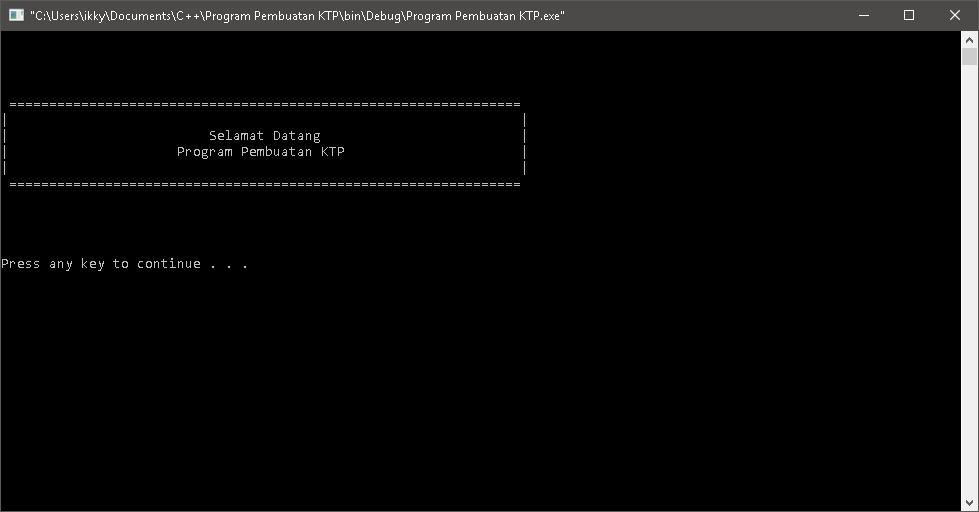 "C:\Users\ikky\Documents\C++\Program Pembuatan KTP\bin\Debug\Program Pembuatan KTP.exe"
================================================================
| |
| Selamat Datang |
| Program Pembuatan KTP |
| |
================================================================
Press any key to continue . . .